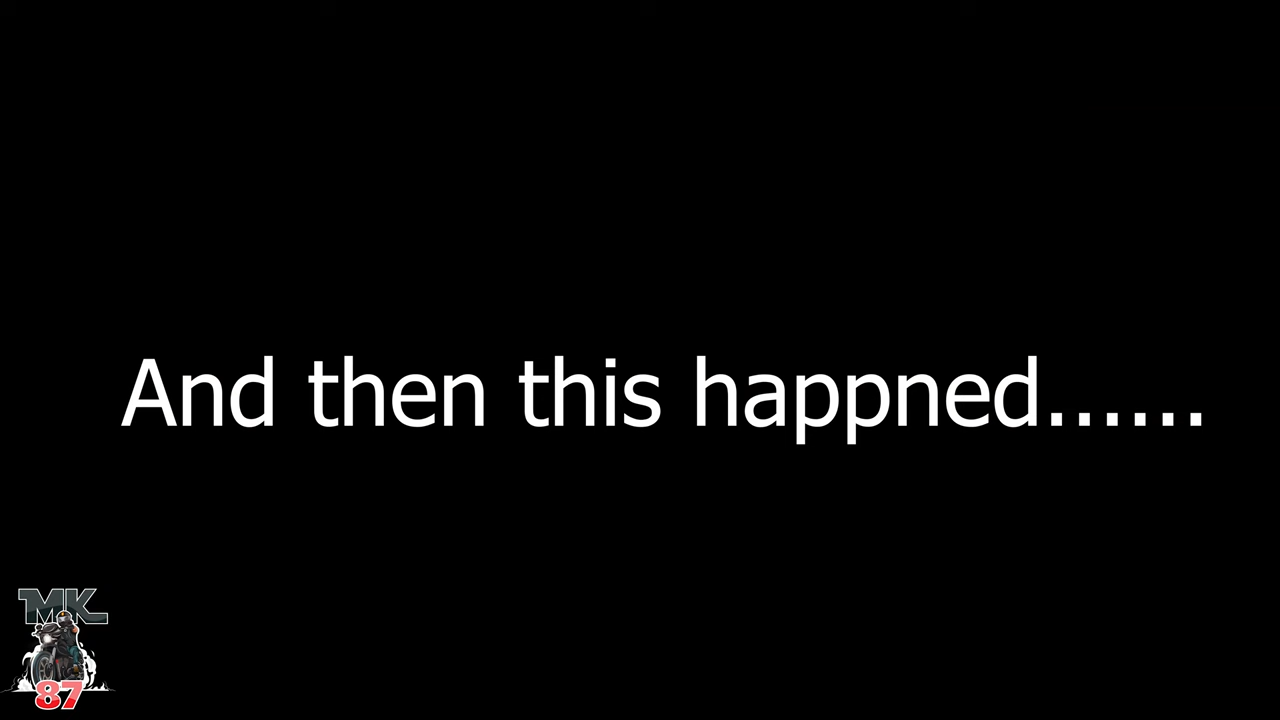 And then this happned......
MK
87